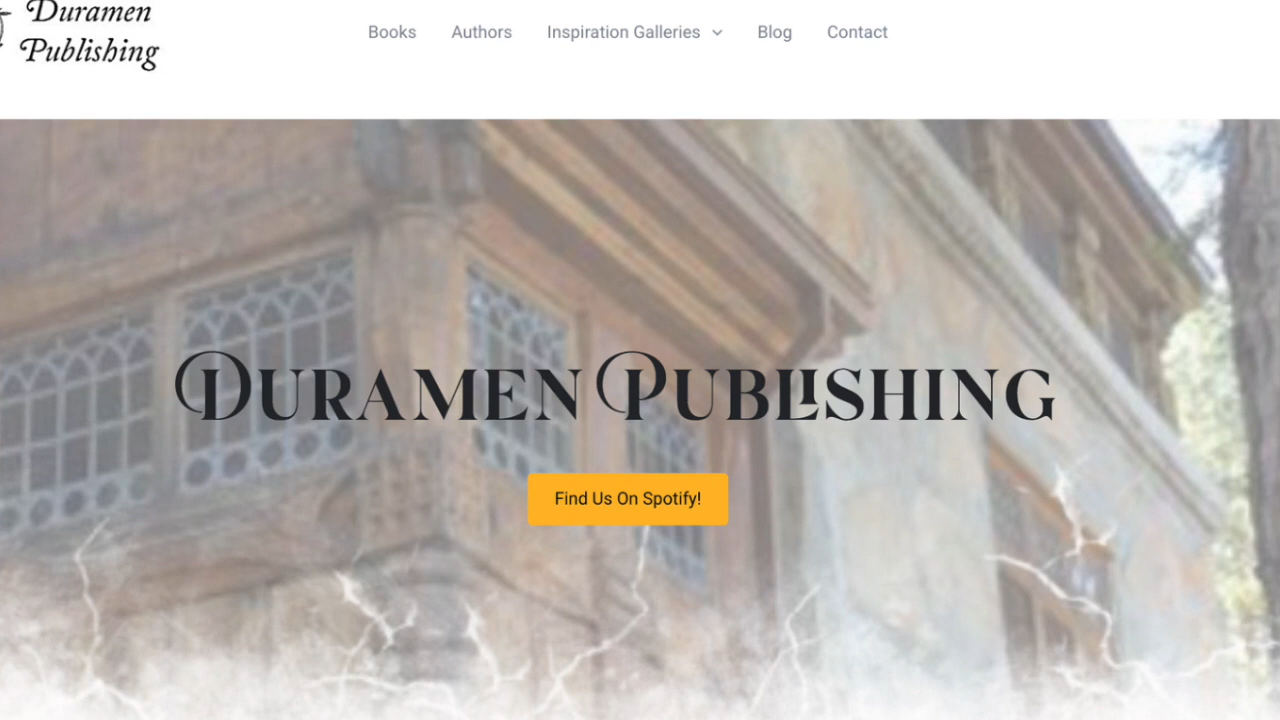 Duramen
Publishing
Books Authors Inspiration Galleries Blog Contact
Duramen Publishing
Find Us On Spotify!